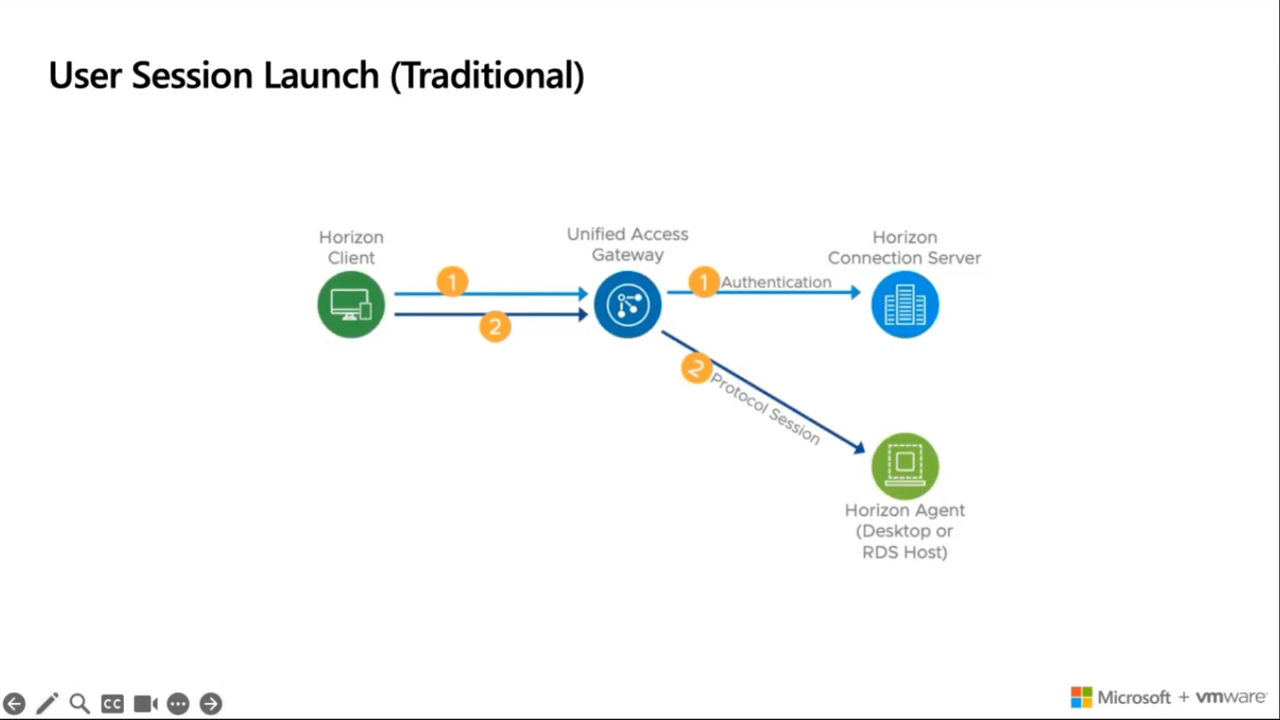 User Session Launch (Traditional)
Horizon
Client
Unified Access
Gateway
Horizon
Connection Server
1
1
Authentication
2
2
Protocol Session
Horizon Agent
(Desktop or
RDS Host)
CC
Microsoft + vmware